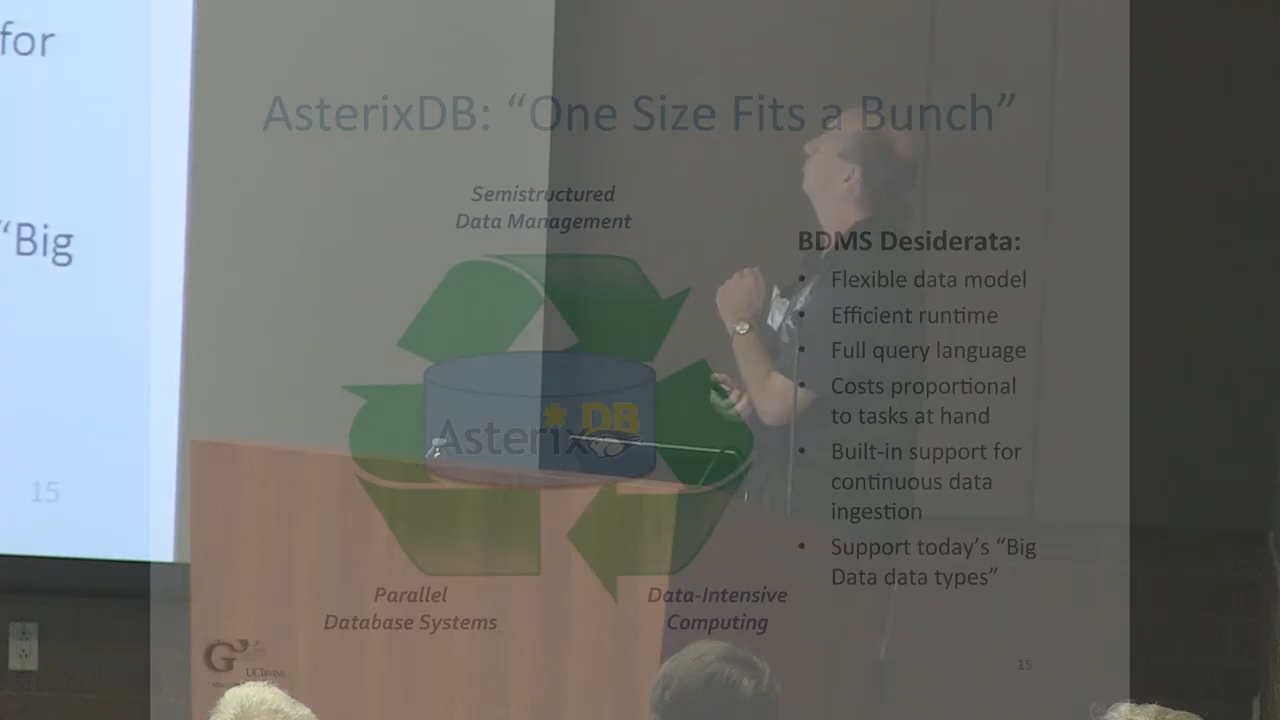 for
"Big
15
AsterixDB: "One Size Fits a Bunch"
Semistructured
Data Management
Asterix*DB
Parallel
Database Systems
Data-Intensive
Computing
BDMS Desiderata:
• Flexible data model
• Efficient runtime
• Full query language
• Costs proportional
to tasks at hand
• Built-in support for
continuous data
ingestion
• Support today's "Big
Data data types"
UCIRVINE
15